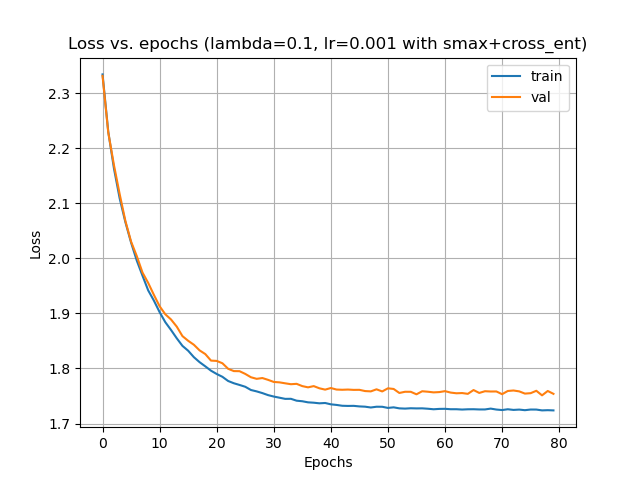 Loss vs. epochs (lambda=0.1, lr=0.001 with smax+cross_ent)
train
val
2.3
2.2
2.1
2.0
1.9
1.8
1.7
Loss
0 10 20 30 40 50 60 70 80
Epochs